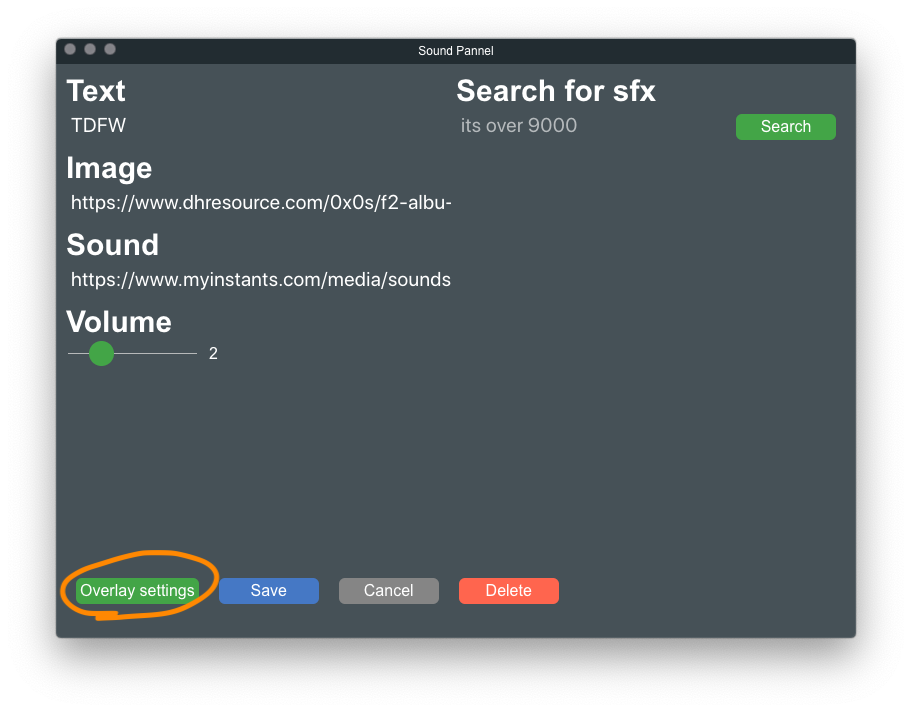 Sound Pannel
Text
TDFW
Image
https://www.dhresource.com/0x0s/f2-albu-
Sound
https://www.myinstants.com/media/sounds
Volume
2
Search for sfx
its over 9000
Search
Overlay settings
Save
Cancel
Delete